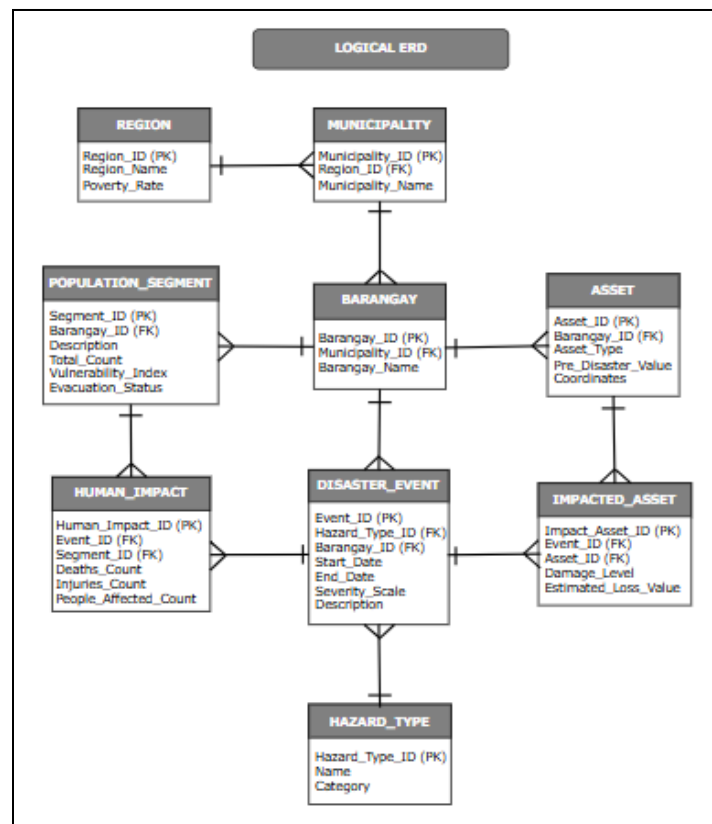 LOGICAL ERD
REGION
Region_ID (PK)
Region_Name
Poverty_Rate
MUNICIPALITY
Municipality_ID (PK)
Region_ID (FK)
Municipality_Name
POPULATION_SEGMENT
Segment_ID (PK)
Barangay_ID (FK)
Description
Total_Count
Vulnerability_Index
Evacuation_Status
BARANGAY
Barangay_ID (PK)
Municipality_ID (FK)
Barangay_Name
ASSET
Asset_ID (PK)
Barangay_ID (FK)
Asset_Type
Pre_Disaster_Value
Coordinates
HUMAN_IMPACT
Human_Impact_ID (PK)
Event_ID (FK)
Segment_ID (FK)
Deaths_Count
Injuries_Count
People_Affected_Count
DISASTER_EVENT
Event_ID (PK)
Hazard_Type_ID (FK)
Barangay_ID (FK)
Start_Date
End_Date
Severity_Scale
Description
IMPACTED_ASSET
Impact_Asset_ID (PK)
Event_ID (FK)
Asset_ID (FK)
Damage_Level
Estimated_Loss_Value
HAZARD_TYPE
Hazard_Type_ID (PK)
Name
Category